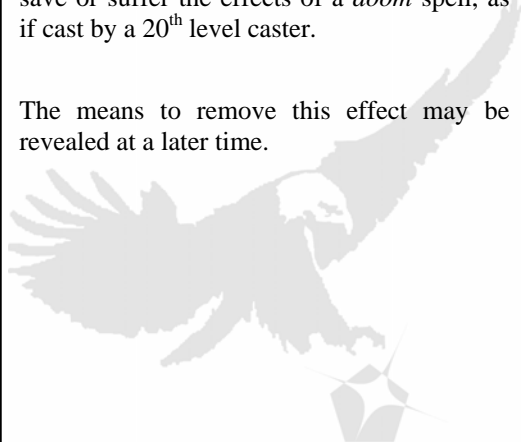 save or suffer the effects of a doom spell, as
if cast by a 20th level caster.
The means to remove this effect may be
revealed at a later time.